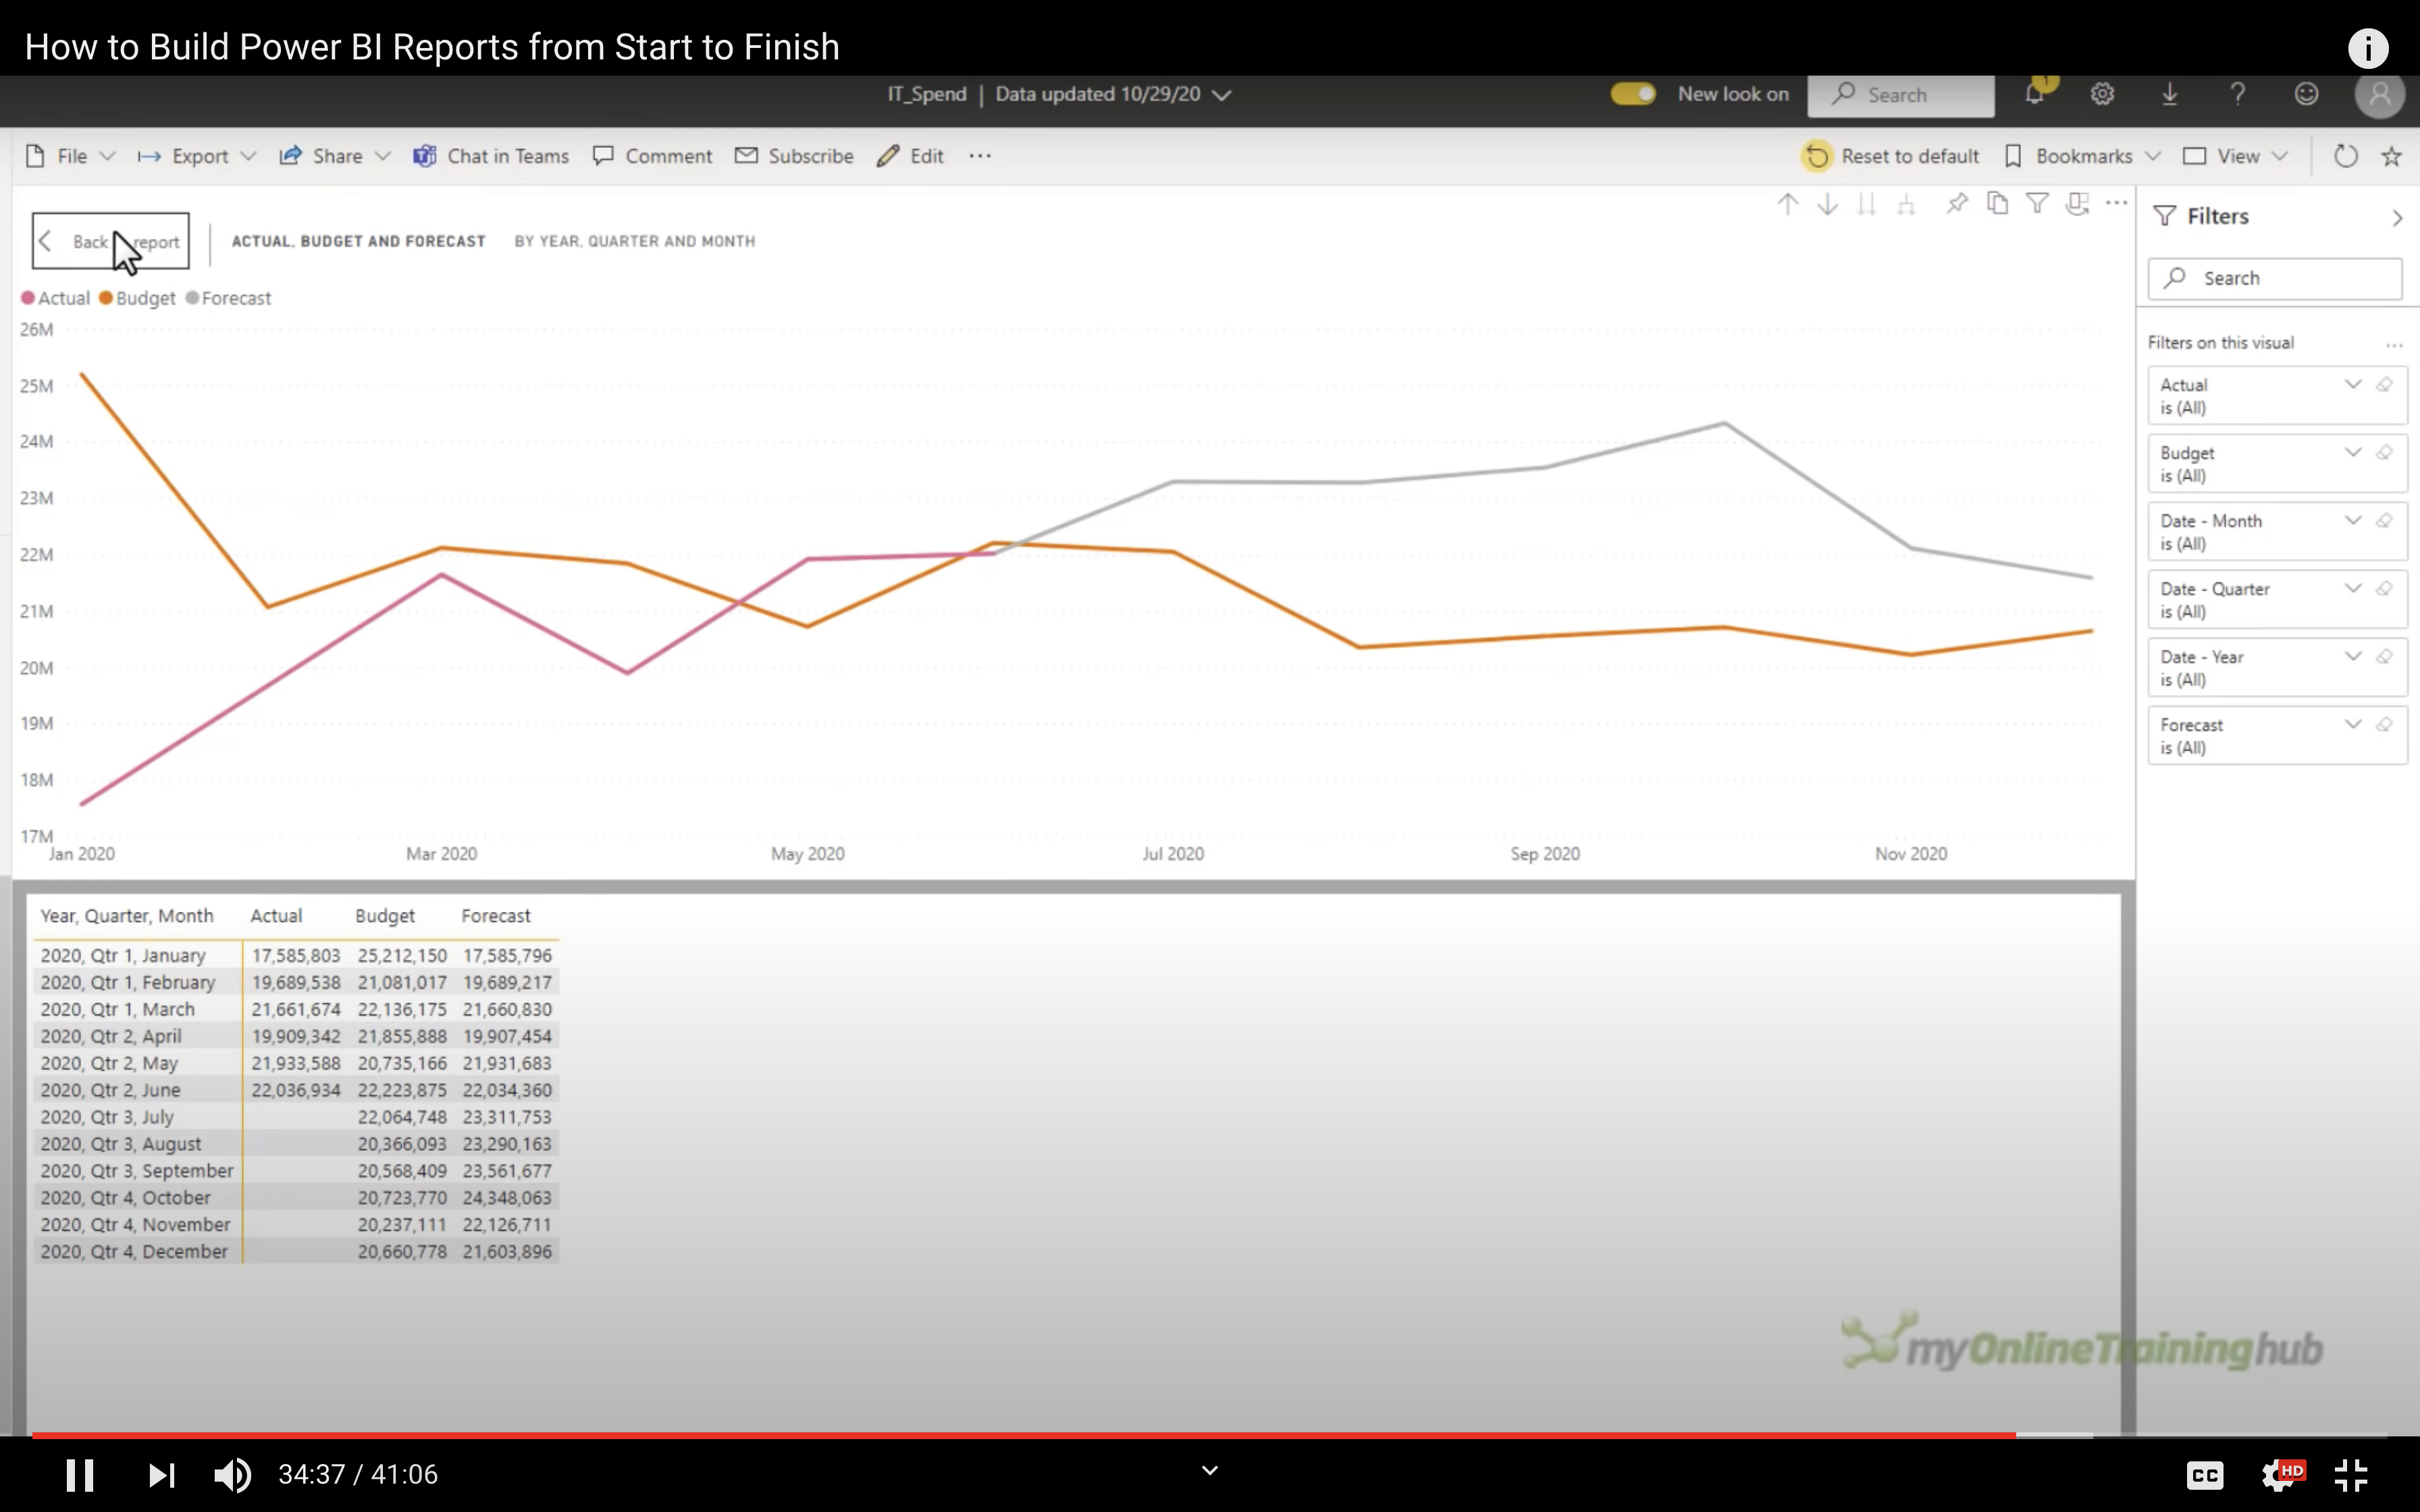 How to Build Power BI Reports from Start to Finish
IT_Spend | Data updated 10/29/20
New look on
Search
1
File
Export
Share
Chat in Teams
Comment
Subscribe
Edit
Reset to default
Bookmarks
View
Back report
ACTUAL, BUDGET AND FORECAST
BY YEAR, QUARTER AND MONTH
Actual Budget Forecast
26M
25M
24M
23M
22M
21M
20M
19M
18M
17M
Jan 2020 Mar 2020 May 2020 Jul 2020 Sep 2020 Nov 2020
Filters
Search
Filters on this visual
Actual
is (All)
Budget
is (All)
Date - Month
is (All)
Date - Quarter
is (All)
Date - Year
is (All)
Forecast
is (All)
Year, Quarter, Month Actual Budget Forecast
2020, Qtr 1, January 17,585,803 25,212,150 17,585,796
2020, Qtr 1, February 19,689,538 21,081,017 19,689,217
2020, Qtr 1, March 21,661,674 22,136,175 21,660,830
2020, Qtr 2, April 19,909,342 21,855,888 19,907,454
2020, Qtr 2, May 21,933,588 20,735,166 21,931,683
2020, Qtr 2, June 22,036,934 22,223,875 22,034,360
2020, Qtr 3, July 22,064,748 23,311,753
2020, Qtr 3, August 20,366,093 23,290,163
2020, Qtr 3, September 20,568,409 23,561,677
2020, Qtr 4, October 20,723,770 24,348,063
2020, Qtr 4, November 20,237,111 22,126,711
2020, Qtr 4, December 20,660,778 21,603,896
myOnlineTraininghub
34:37 / 41:06
CC
HD